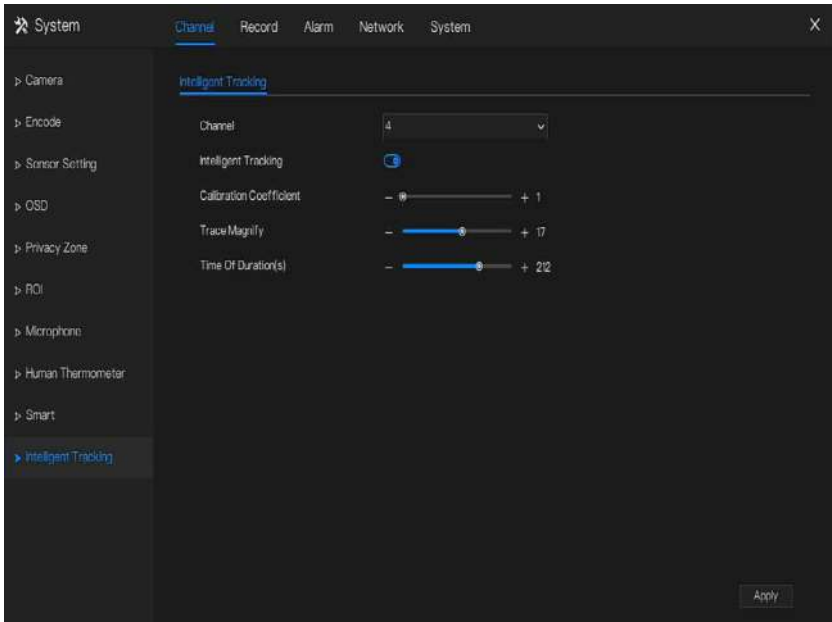 System
Channel Record Alarm Network System X
Camera
Encode
Sensor Setting
OSD
Privacy Zone
ROI
Microphone
Human Thermometer
Smart
Intelligent Tracking
Intelligent Tracking
Channel 4
Intelligent Tracking
Calibration Coefficient − + 1
Trace Magnify − + 17
Time Of Duration(s) − + 212
Apply